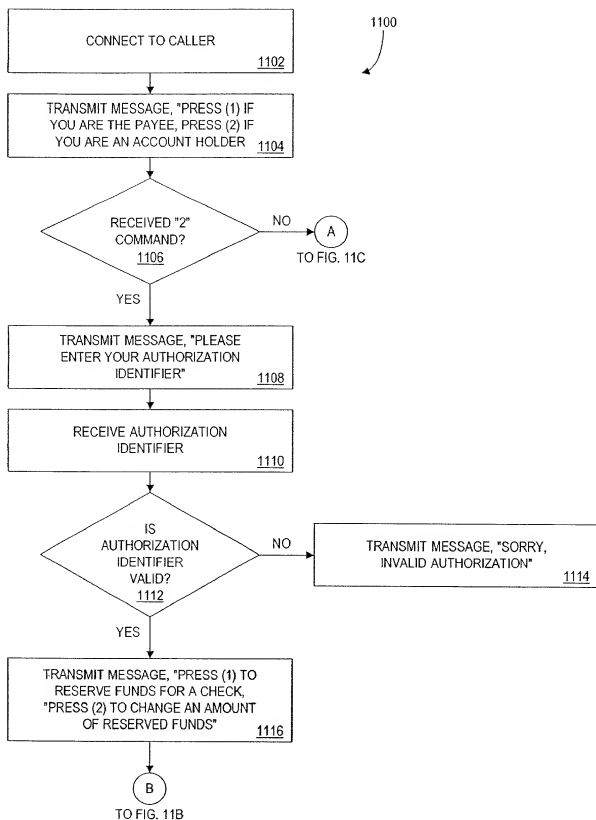 CONNECT TO CALLER
1102
1100
TRANSMIT MESSAGE, "PRESS (1) IF
YOU ARE THE PAYEE, PRESS (2) IF
YOU ARE AN ACCOUNT HOLDER
1104
RECEIVED "2"
COMMAND?
1106
NO
A
TO FIG. 11C
YES
TRANSMIT MESSAGE, "PLEASE
ENTER YOUR AUTHORIZATION
IDENTIFIER"
1108
RECEIVE AUTHORIZATION
IDENTIFIER
1110
IS
AUTHORIZATION
IDENTIFIER
VALID?
1112
NO
TRANSMIT MESSAGE, "SORRY,
INVALID AUTHORIZATION"
1114
YES
TRANSMIT MESSAGE, "PRESS (1) TO
RESERVE FUNDS FOR A CHECK,
"PRESS (2) TO CHANGE AN AMOUNT
OF RESERVED FUNDS"
1116
B
TO FIG. 11B